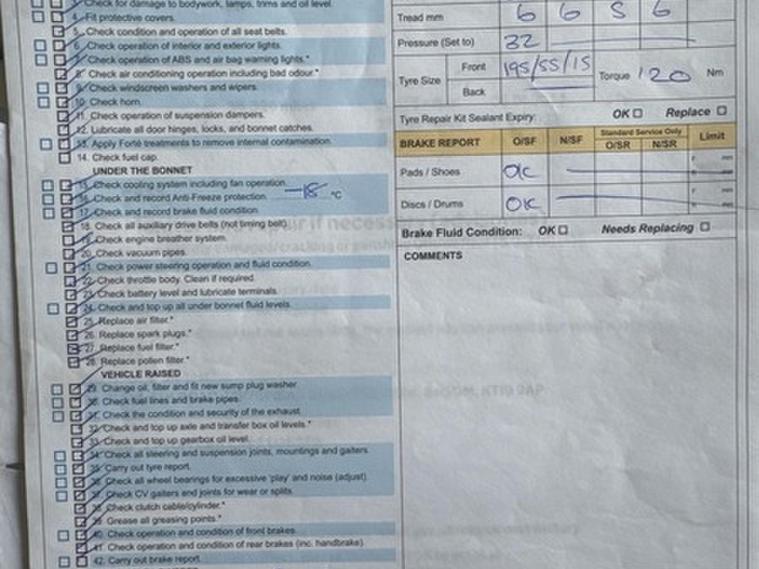 Check for damage to bodywork, lamps, trims and oil level.
4. Fit protective covers.
5. Check condition and operation of all seat belts.
6. Check operation of interior and exterior lights.
7. Check operation of ABS and air bag warning lights.*
8. Check air conditioning operation including bad odour.*
9. Check windscreen washers and wipers.
10. Check horn.
11. Check operation of suspension dampers.
12. Lubricate all door hinges, locks, and bonnet catches.
13. Apply Forté treatments to remove internal contamination.
14. Check fuel cap.
UNDER THE BONNET
15. Check cooling system including fan operation.
16. Check and record Anti-Freeze protection. -18 °C
17. Check and record brake fluid condition.
18. Check all auxiliary drive belts (not timing belt).
19. Check engine breather system.
20. Check vacuum pipes.
21. Check power steering operation and fluid condition.
22. Check throttle body. Clean if required.
23. Check battery level and lubricate terminals.
24. Check and top up all under bonnet fluid levels.
25. Replace air filter.*
26. Replace spark plugs.*
27. Replace fuel filter.*
28. Replace pollen filter.*
VEHICLE RAISED
29. Change oil, filter and fit new sump plug washer.
30. Check fuel lines and brake pipes.
31. Check the condition and security of the exhaust.
32. Check and top up axle and transfer box oil levels.*
33. Check and top up gearbox oil level.
34. Check all steering and suspension joints, mountings and gaiters.
35. Carry out tyre report.
36. Check all wheel bearings for excessive 'play' and noise (adjust).
37. Check CV gaiters and joints for wear or splits.
38. Check clutch cable/cylinder.*
39. Grease all greasing points.*
40. Check operation and condition of front brakes.
41. Check operation and condition of rear brakes (inc. handbrake).
42. Carry out brake report.
Tread mm 6 6 5 6
Pressure (Set to) 32
Tyre Size Front 195/55/15 Torque 120 Nm
Back
Tyre Repair Kit Sealant Expiry: OK Replace
BRAKE REPORT O/SF N/SF Standard Service Only O/SR N/SR Limit
Pads / Shoes OK
Discs / Drums OK
Brake Fluid Condition: OK Needs Replacing
COMMENTS